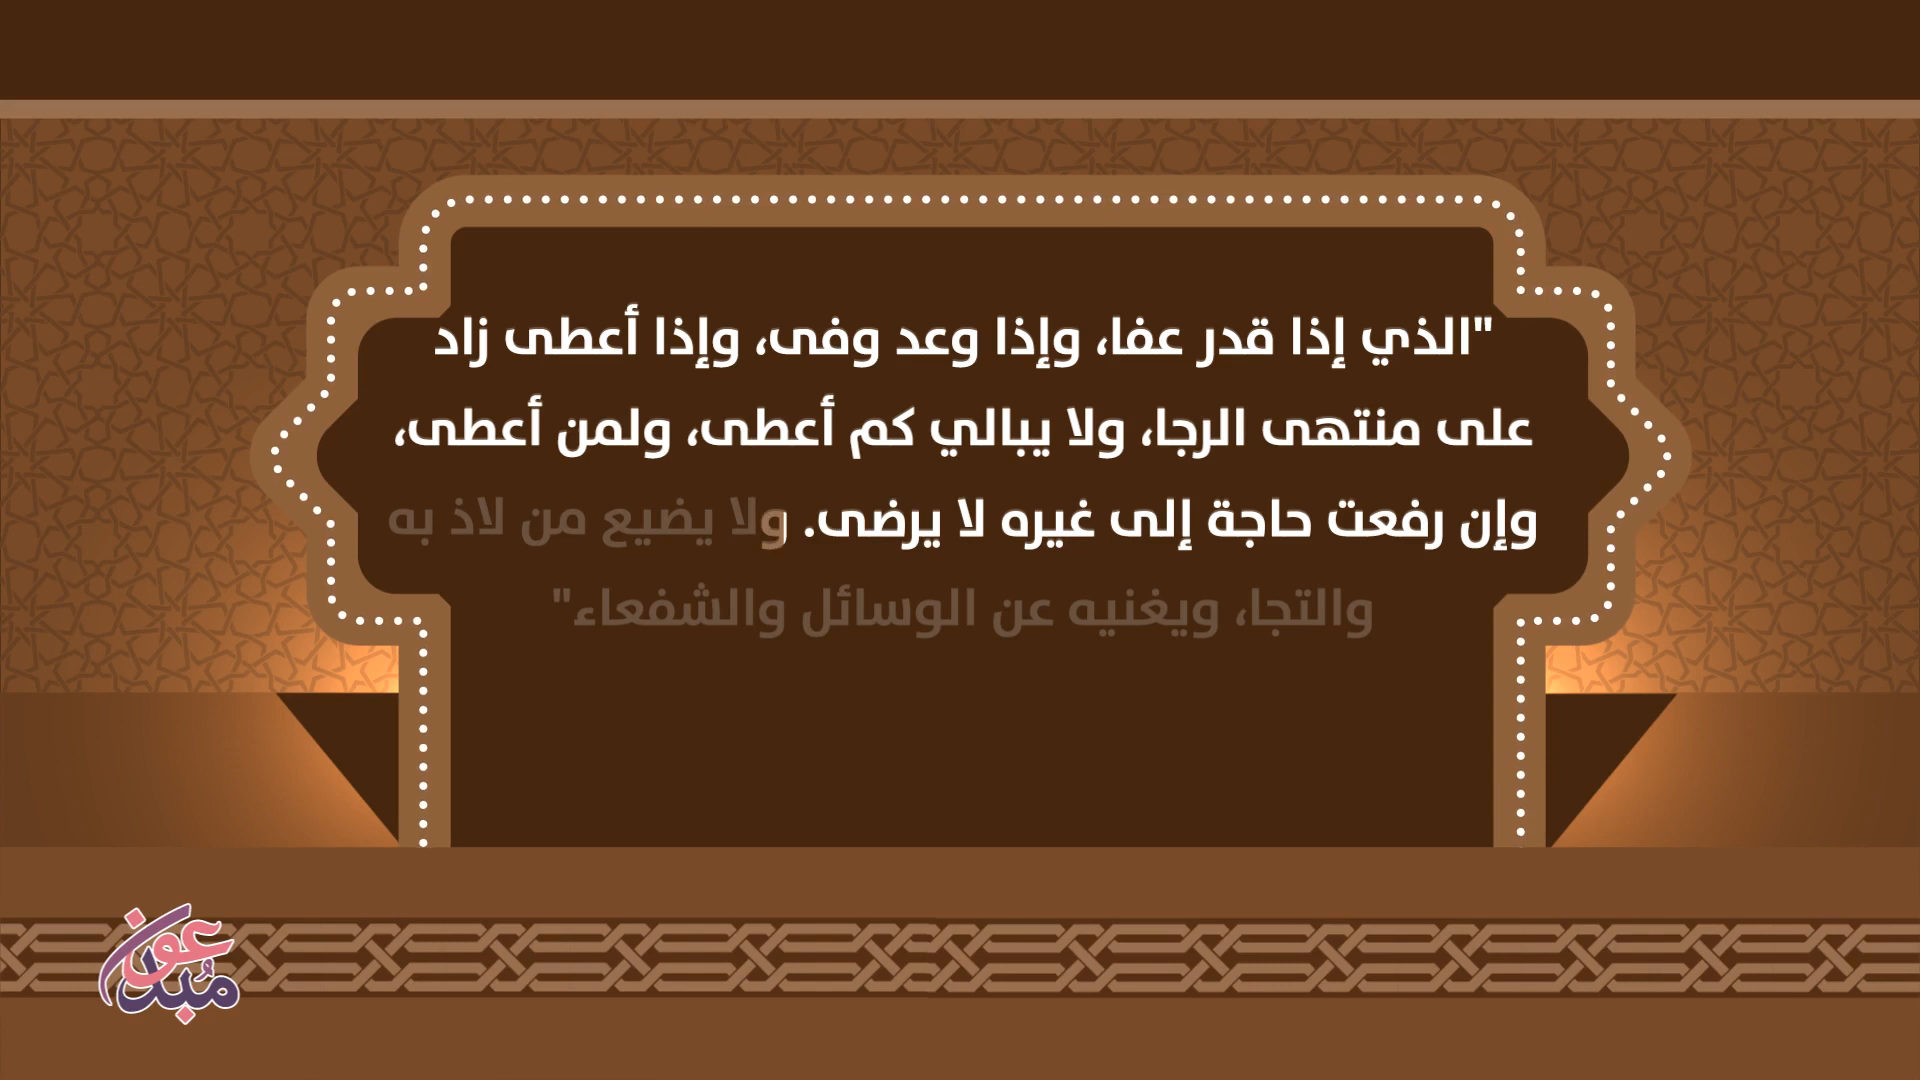 "الذي إذا قدر عفا، وإذا وعد وفى، وإذا أعطى زاد
على منتهى الرجا، ولا يبالي كم أعطى، ولمن أعطى،
وإن رفعت حاجة إلى غيره لا يرضى. ولا يضيع من لاذ به
والتجا، ويغنيه عن الوسائل والشفعاء"
مُبدعون